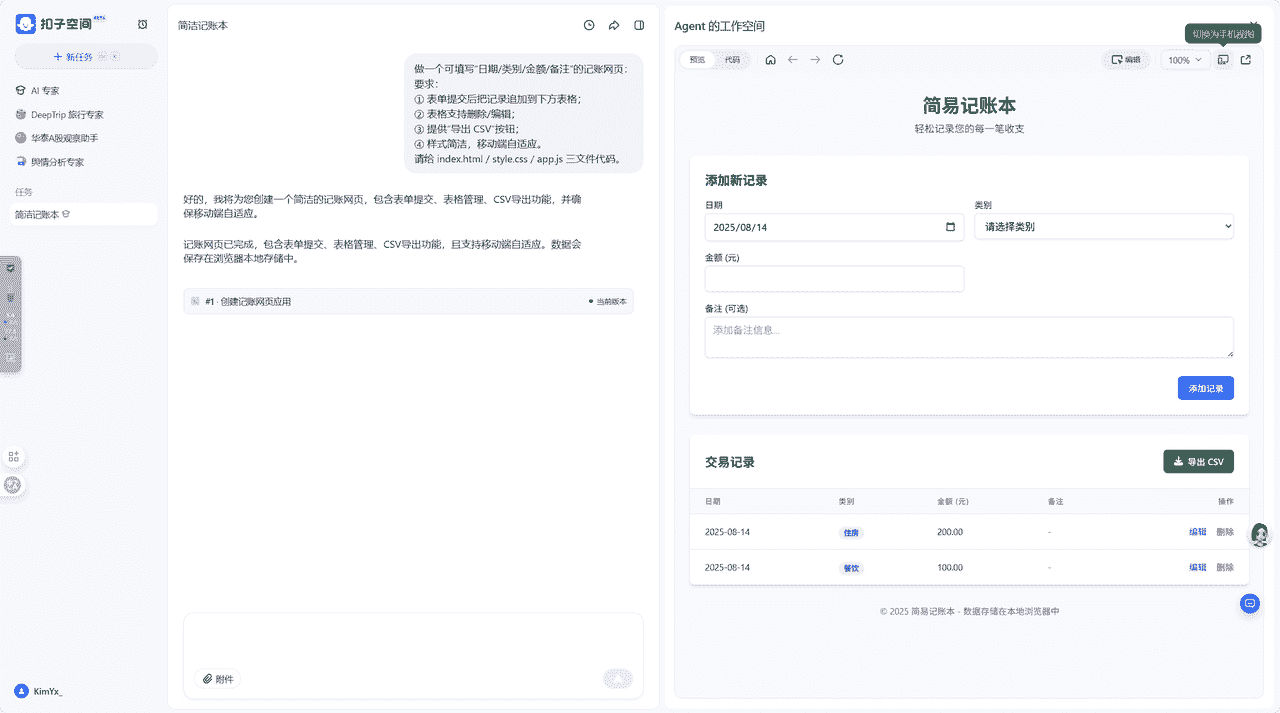 扣子空间 BETA
+ 新任务
AI 专家
DeepTrip 旅行专家
华泰A股观察助手
舆情分析专家
任务
简洁记账本
KimYx_
简洁记账本
做一个可填写"日期/类别/金额/备注"的记账网页：
要求：
① 表单提交后把记录追加到下方表格；
② 表格支持删除/编辑；
③ 提供"导出 CSV"按钮；
④ 样式简洁，移动端自适应。
请给 index.html / style.css / app.js 三文件代码。
好的，我将为您创建一个简洁的记账网页，包含表单提交、表格管理、CSV导出功能，并确
保移动端自适应。
记账网页已完成，包含表单提交、表格管理、CSV导出功能，且支持移动端自适应。数据会
保存在浏览器本地存储中。
#1 · 创建记账网页应用
当前版本
附件
Agent 的工作空间
切换为手机视图
预览
代码
编辑
100%
简易记账本
轻松记录您的每一笔收支
添加新记录
日期
类别
2025/08/14
请选择类别
金额 (元)
备注 (可选)
添加备注信息...
添加记录
交易记录
导出 CSV
日期 类别 金额 (元) 备注 操作
2025-08-14 住房 200.00 - 编辑 删除
2025-08-14 餐饮 100.00 - 编辑 删除
© 2025 简易记账本 - 数据存储在本地浏览器中